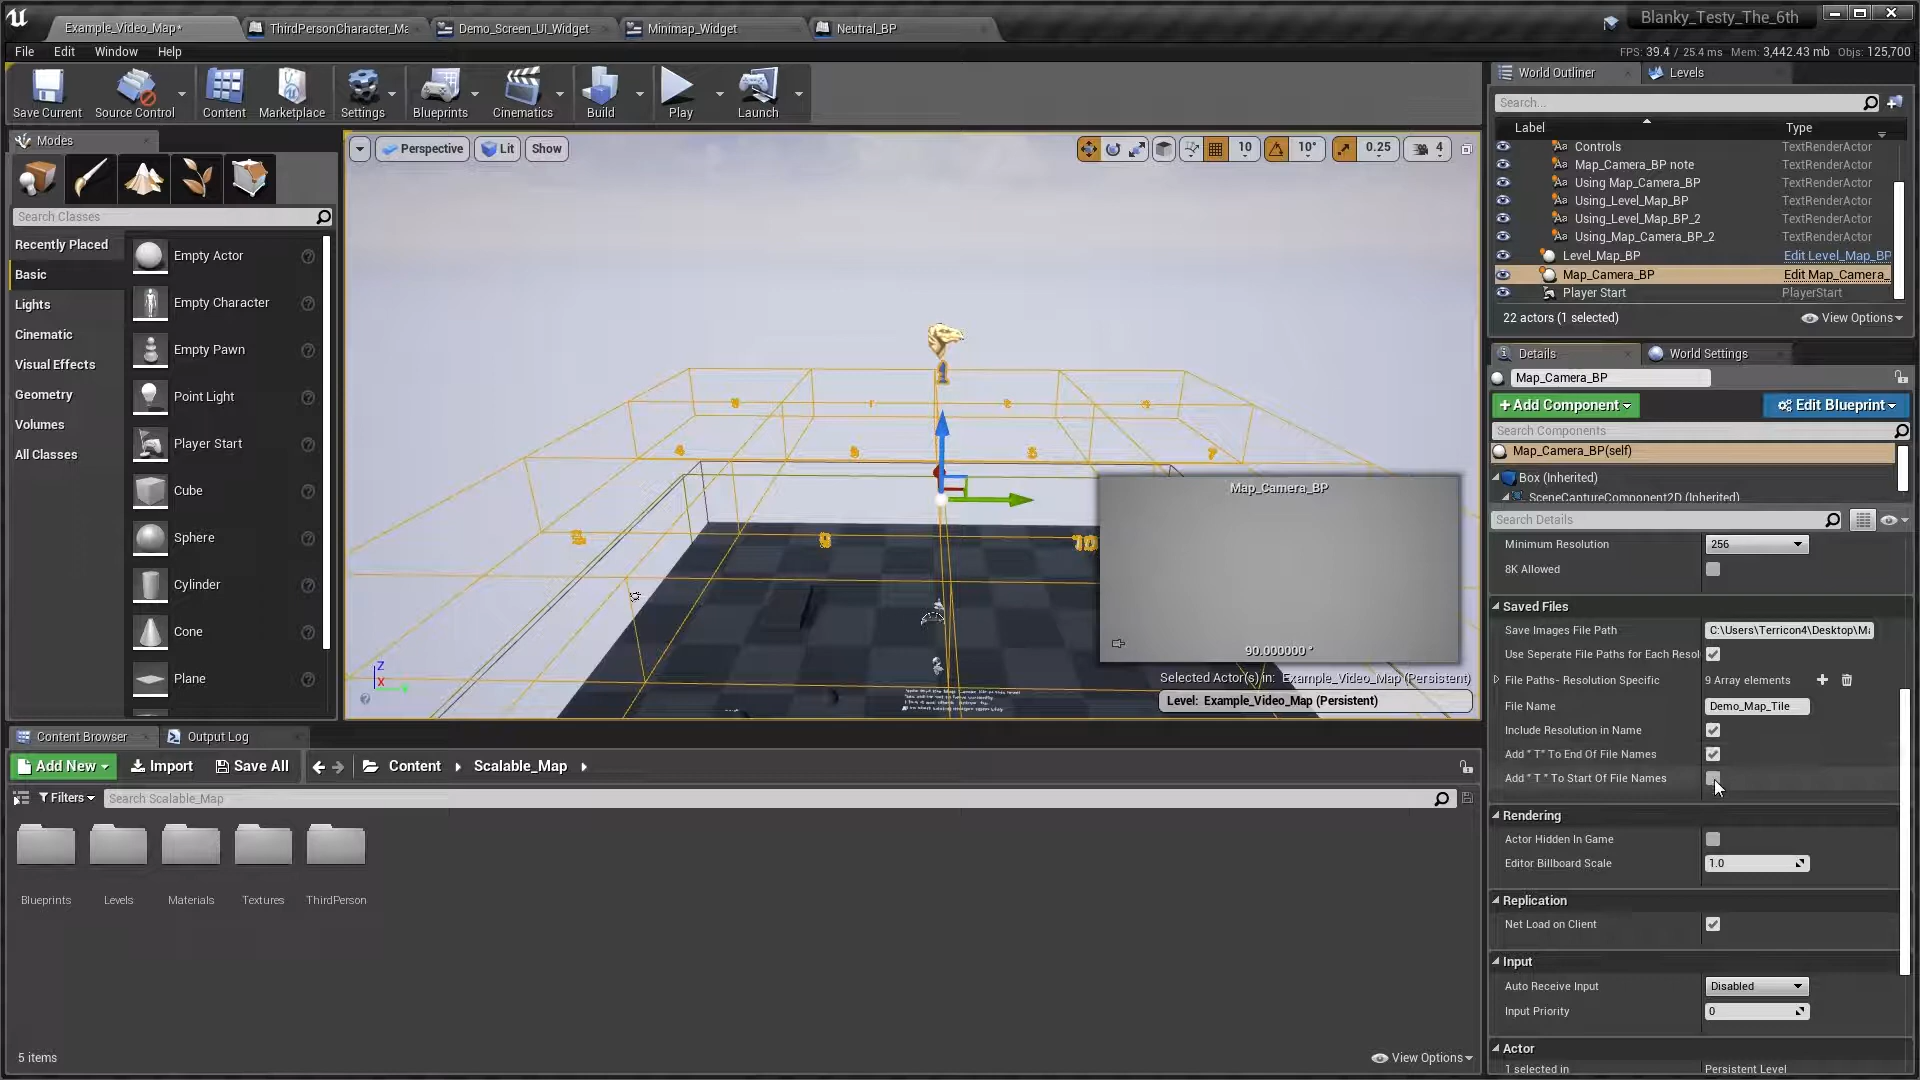 Example_Video_Map*
ThirdPersonCharacter_Ma
Demo_Screen_UI_Widget
Minimap_Widget
Neutral_BP
Blanky_Testy_The_6th
File
Edit
Window
Help
FPS: 39.4 / 25.4 ms
Mem: 3,442.43 mb
Objs: 125,700
Save Current
Source Control
Content
Marketplace
Settings
Blueprints
Cinematics
Build
Play
Launch
World Outliner
Levels
Search...
Label
Type
Controls
TextRenderActor
Map_Camera_BP note
TextRenderActor
Using Map_Camera_BP
TextRenderActor
Using_Level_Map_BP
TextRenderActor
Using_Level_Map_BP_2
TextRenderActor
Using_Map_Camera_BP_2
TextRenderActor
Level_Map_BP
Edit Level_Map_BP
Map_Camera_BP
Edit Map_Camera_
Player Start
PlayerStart
22 actors (1 selected)
View Options
Modes
Search Classes
Recently Placed
Basic
Lights
Cinematic
Visual Effects
Geometry
Volumes
All Classes
Empty Actor
Empty Character
Empty Pawn
Point Light
Player Start
Cube
Sphere
Cylinder
Cone
Plane
Perspective
Lit
Show
10
10°
0.25
4
1
9
10
Map_Camera_BP
90.000000 °
Selected Actor(s) in: Example_Video_Map (Persistent)
Level: Example_Video_Map (Persistent)
Z
X
Details
World Settings
Map_Camera_BP
+Add Component
Edit Blueprint
Search Components
Map_Camera_BP(self)
Box (Inherited)
SceneCaptureComponent2D (Inherited)
Search Details
Minimum Resolution
256
8K Allowed
Saved Files
Save Images File Path
C:\Users\Terricon4\Desktop\Ma
Use Seperate File Paths for Each Resol
File Paths- Resolution Specific
9 Array elements
File Name
Demo_Map_Tile
Include Resolution in Name
Add " T" To End Of File Names
Add " T " To Start Of File Names
Rendering
Actor Hidden In Game
Editor Billboard Scale
1.0
Replication
Net Load on Client
Input
Auto Receive Input
Disabled
Input Priority
0
Actor
1 selected in
Persistent Level
Content Browser
Output Log
Add New
Import
Save All
Content
Scalable_Map
Filters
Search Scalable_Map
Blueprints
Levels
Materials
Textures
ThirdPerson
5 items
View Options